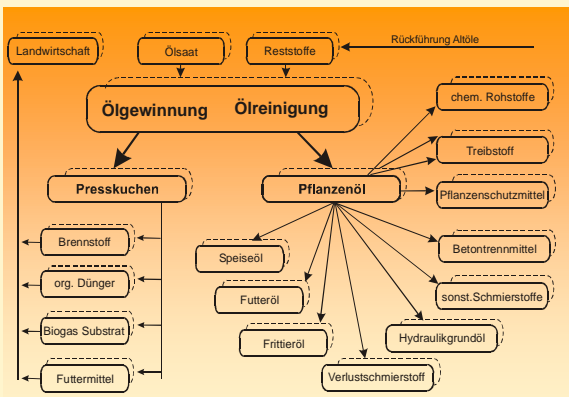 Rückführung Altöle
Landwirtschaft
Ölsaat
Reststoffe
Ölgewinnung
Ölreinigung
chem. Rohstoffe
Treibstoff
Presskuchen
Pflanzenöl
Pflanzenschutzmittel
Brennstoff
Speiseöl
Betontrennmittel
org. Dünger
Futteröl
sonst.Schmierstoffe
Biogas Substrat
Frittieröl
Hydraulikgrundöl
Futtermittel
Verlustschmierstoff